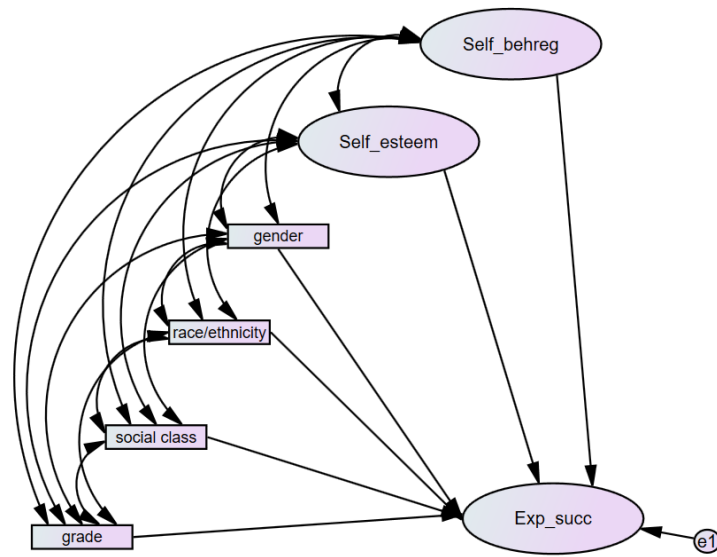 Self_behreg
Self_esteem
gender
race/ethnicity
social class
grade
Exp_succ
e1